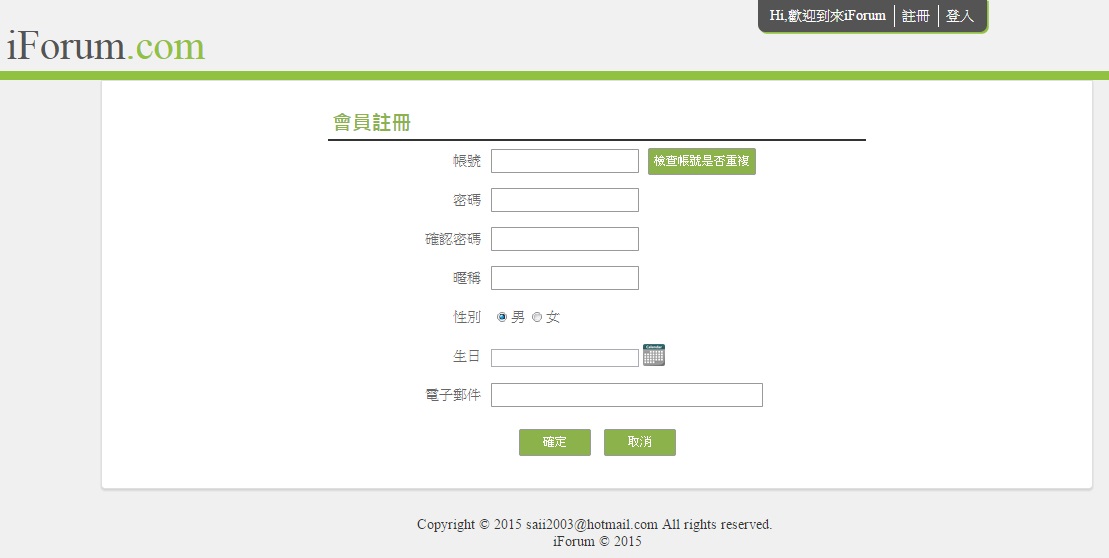 Hi,歡迎到來iForum 註冊 登入
iForum.com
會員註冊
帳號 檢查帳號是否重複
密碼
確認密碼
暱稱
性別 男 女
生日 Calendar
電子郵件
確定 取消
Copyright © 2015 saii2003@hotmail.com All rights reserved.
iForum © 2015